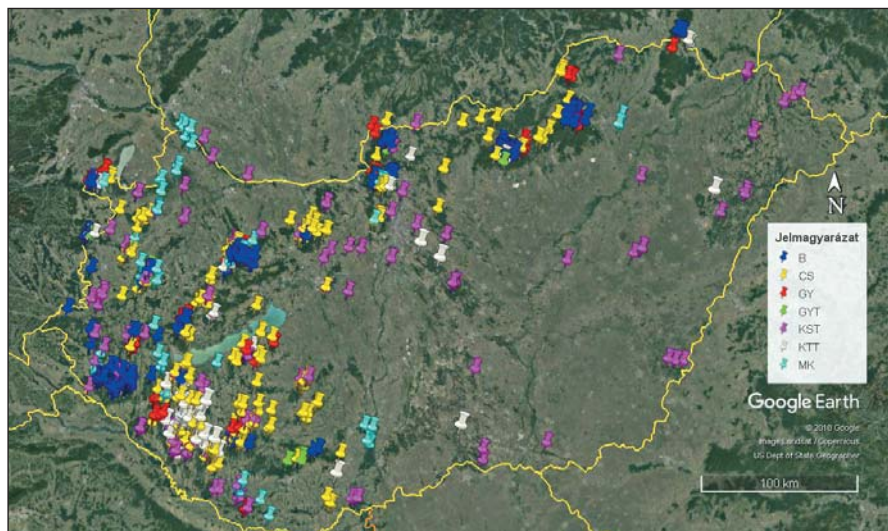 N
Jelmagyarázat
B
CS
GY
GYT
KST
KTT
MK
Google Earth
© 2018 Google
Image Landsat / Copernicus
US Dept of State Geographer
100 km